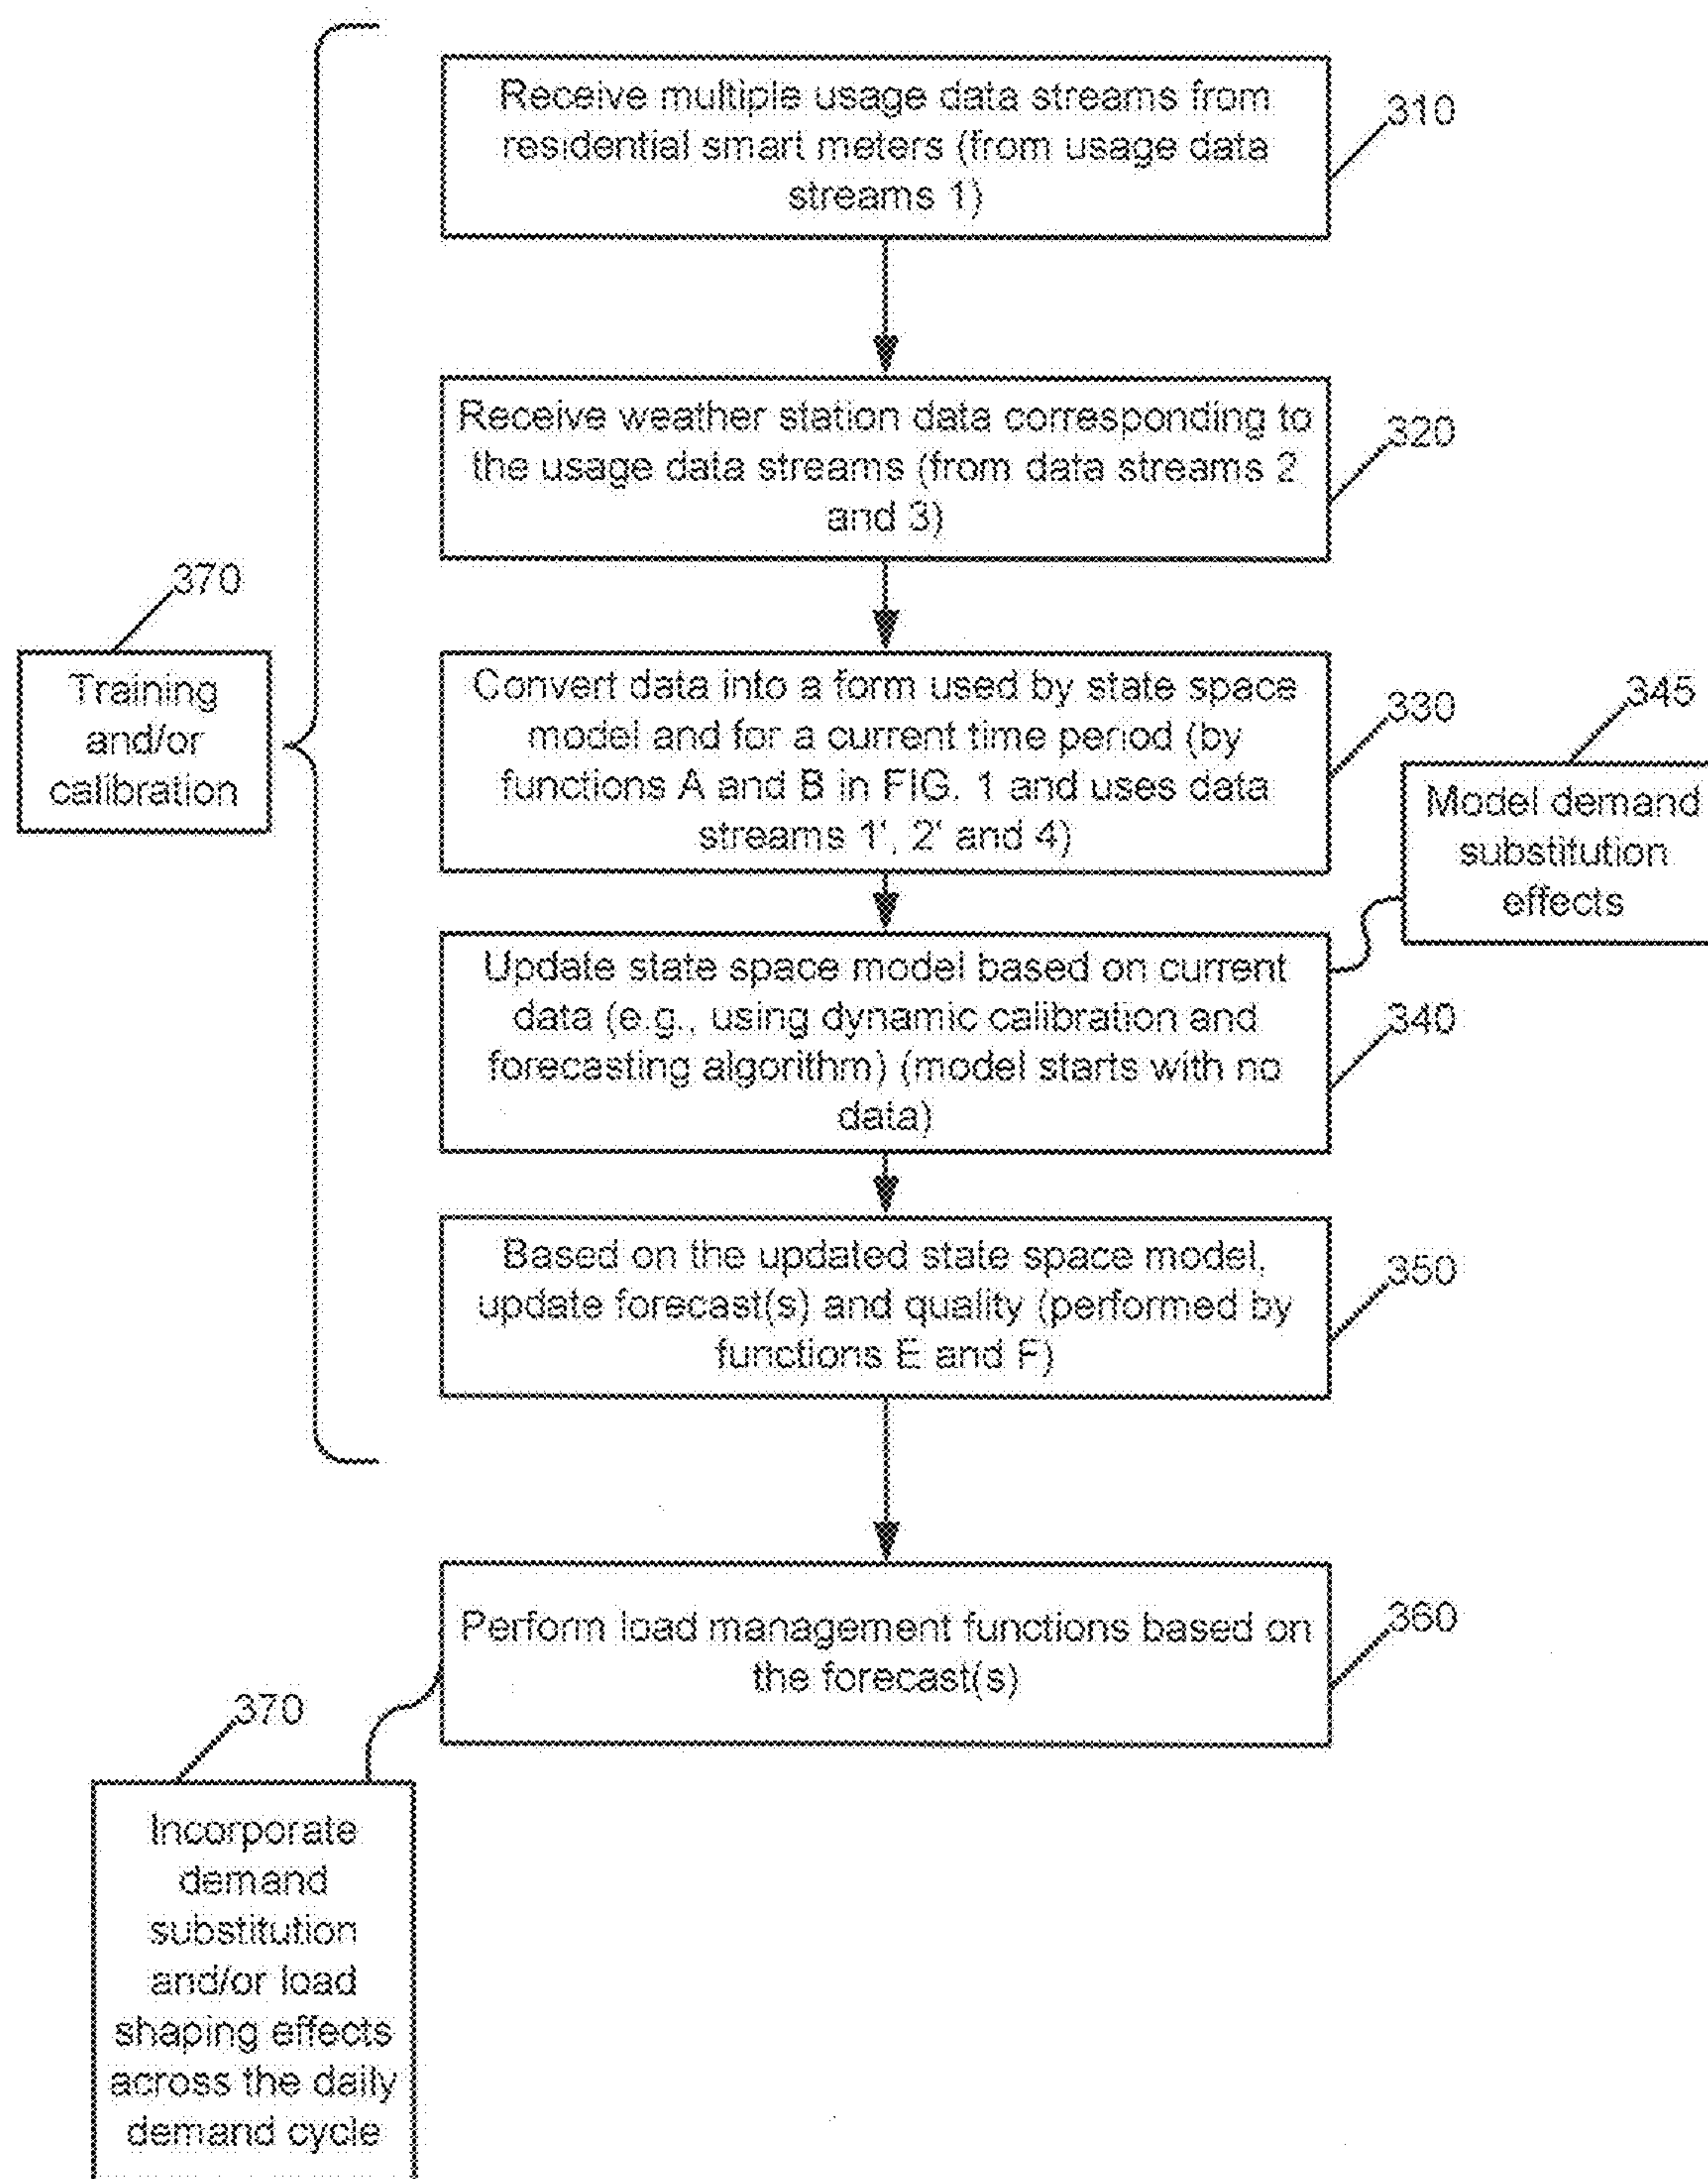 Receive multiple usage data streams from
residential smart meters (from usage data
streams 1)
310
Receive weather station data corresponding to
the usage data streams (from data streams 2
and 3)
320
370
Training
and/or
calibration
Convert data into a form used by state space
model and for a current time period (by
functions A and B in FIG. 1 and uses data
streams 1', 2' and 4)
330
345
Model demand
substitution
effects
Update state space model based on current
data (e.g., using dynamic calibration and
forecasting algorithm) (model starts with no
data)
340
Based on the updated state space model,
update forecast(s) and quality (performed by
functions E and F)
350
Perform load management functions based on
the forecast(s)
360
370
Incorporate
demand
substitution
and/or load
shaping effects
across the daily
demand cycle